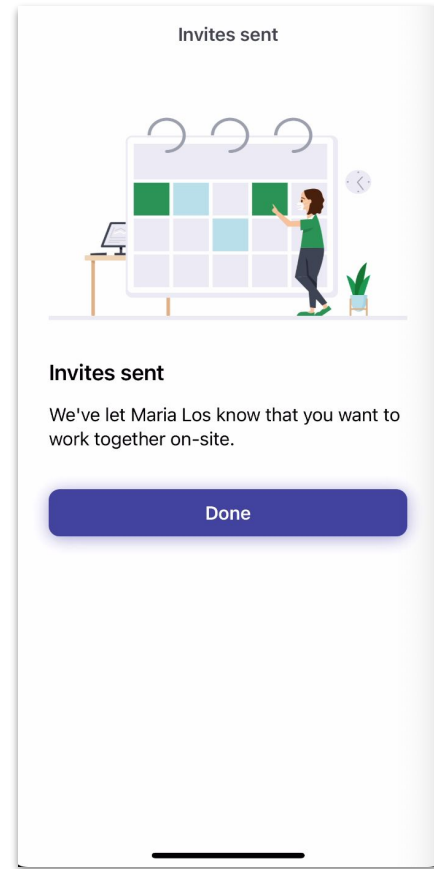 Invites sent
Invites sent
We've let Maria Los know that you want to
work together on-site.
Done